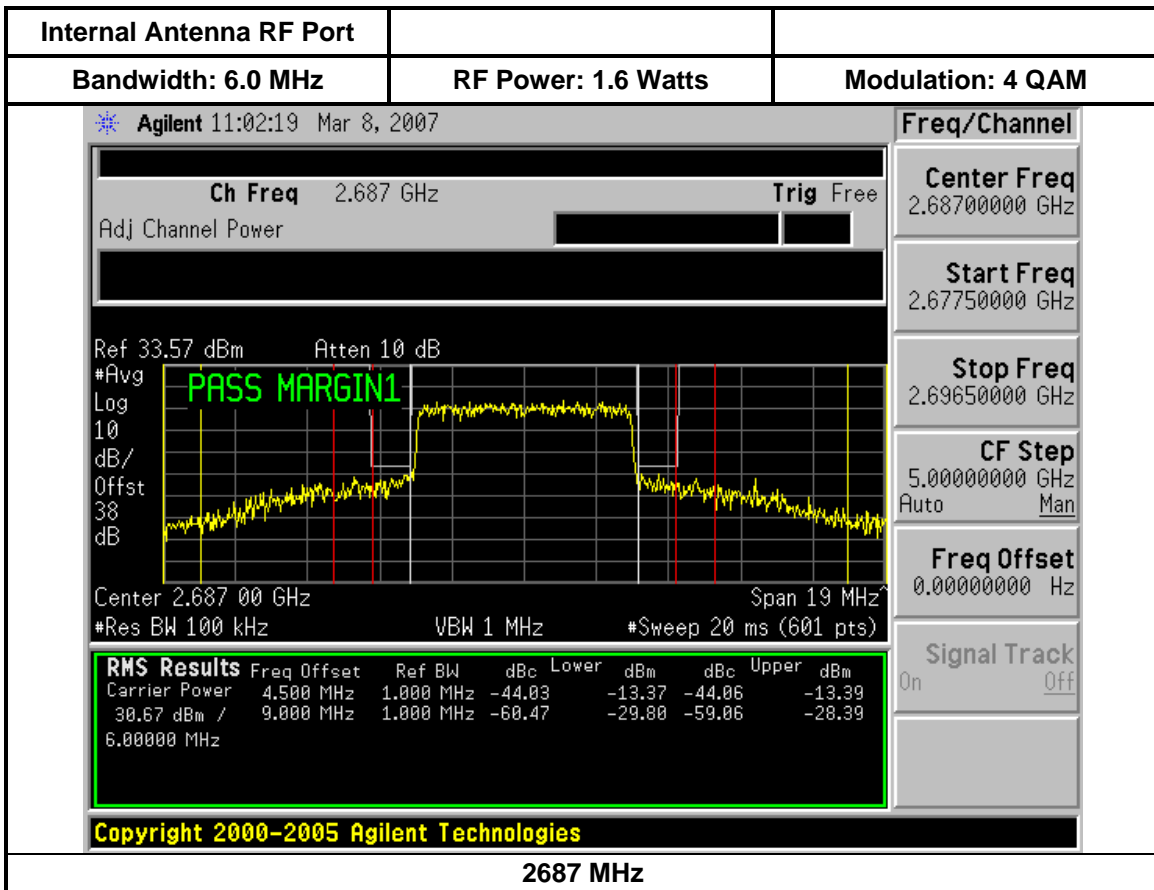 Internal Antenna RF Port
Bandwidth: 6.0 MHz RF Power: 1.6 Watts Modulation: 4 QAM
Agilent 11:02:19 Mar 8, 2007 Freq/Channel
Ch Freq 2.687 GHz Trig Free
Adj Channel Power
Center Freq
2.68700000 GHz
Start Freq
2.67750000 GHz
Stop Freq
2.69650000 GHz
CF Step
5.00000000 GHz
Auto Man
Freq Offset
0.00000000 Hz
Signal Track
On Off
Ref 33.57 dBm Atten 10 dB
#Avg
Log
10
dB/
Offst
38
dB
PASS MARGIN1
Center 2.687 00 GHz Span 19 MHz^
#Res BW 100 kHz VBW 1 MHz #Sweep 20 ms (601 pts)
RMS Results Freq Offset Ref BW dBc Lower dBm dBc Upper dBm
Carrier Power 4.500 MHz 1.000 MHz -44.03 -13.37 -44.06 -13.39
30.67 dBm / 9.000 MHz 1.000 MHz -60.47 -29.80 -59.06 -28.39
6.00000 MHz
Copyright 2000-2005 Agilent Technologies
2687 MHz